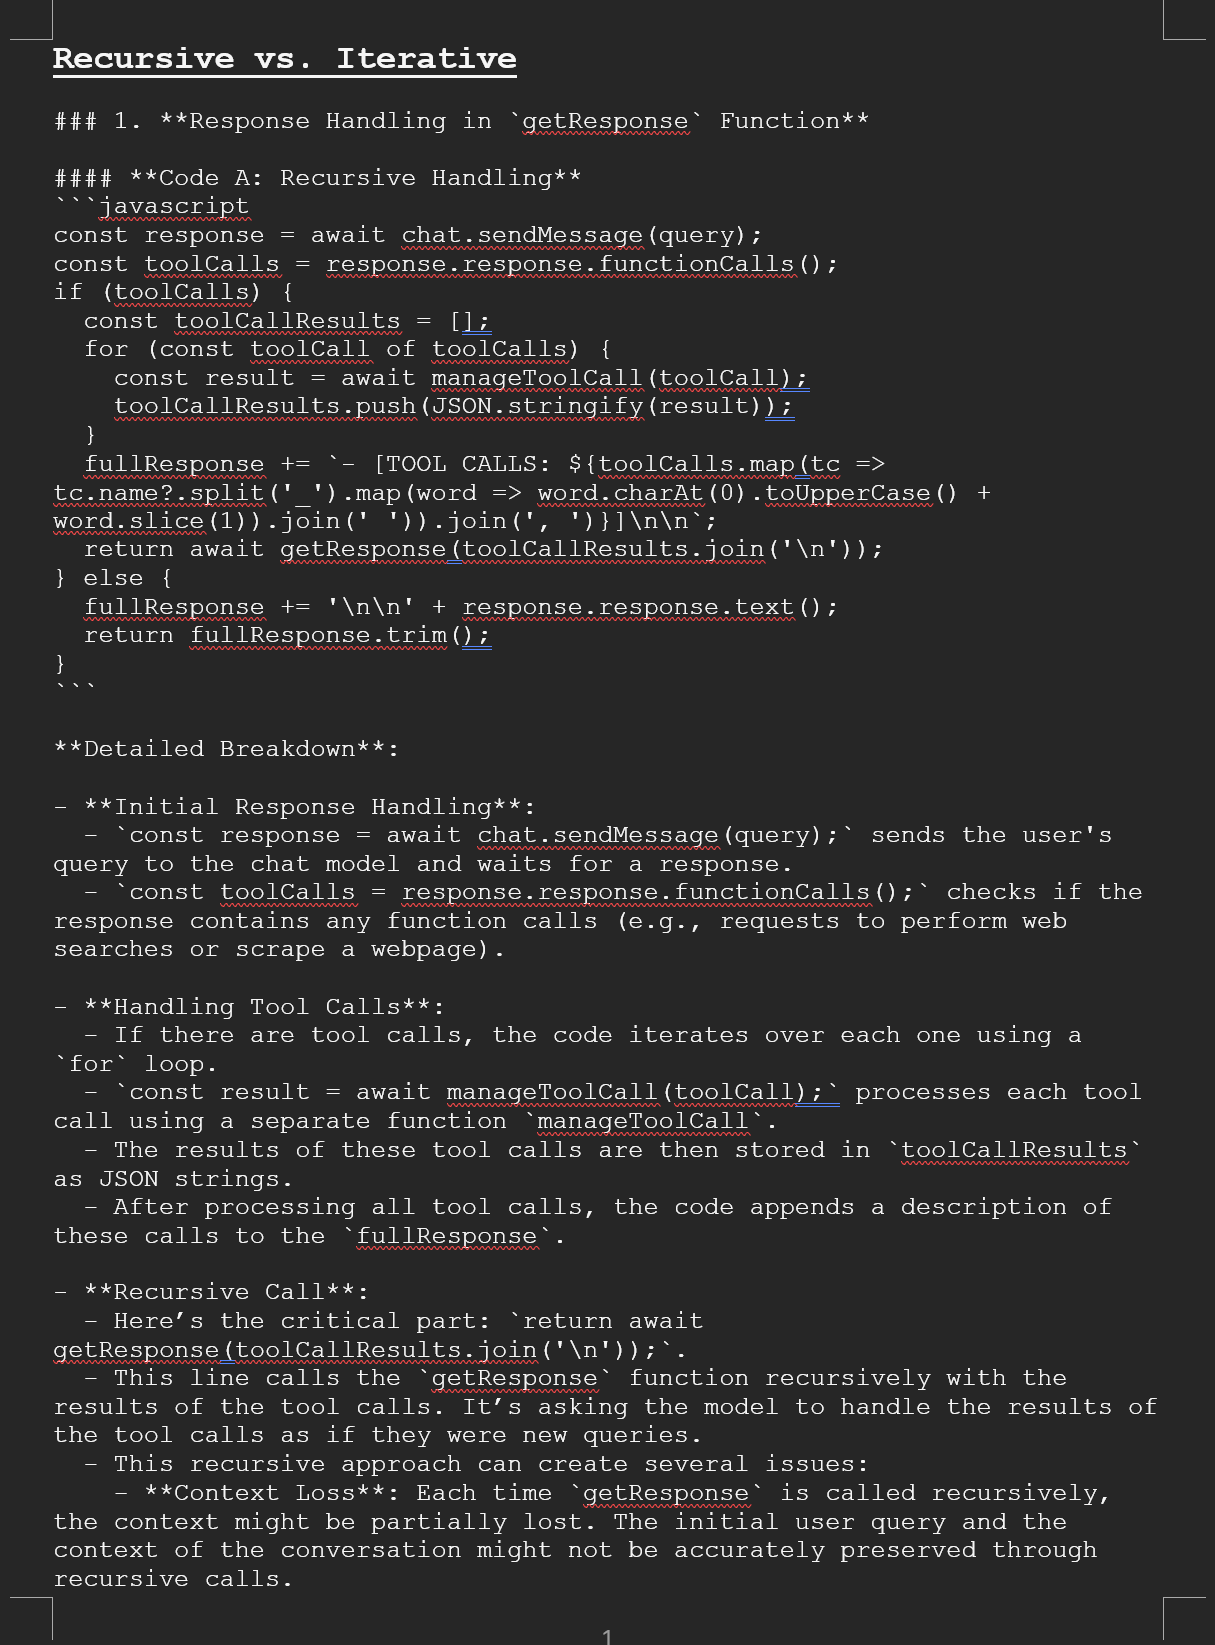 Recursive vs. Iterative
### 1. **Response Handling in `getResponse` Function**
#### **Code A: Recursive Handling**
```javascript
const response = await chat.sendMessage(query);
const toolCalls = response.response.functionCalls();
if (toolCalls) {
  const toolCallResults = [];
  for (const toolCall of toolCalls) {
    const result = await manageToolCall(toolCall);
    toolCallResults.push(JSON.stringify(result));
  }
  fullResponse += `- [TOOL CALLS: ${toolCalls.map(tc =>
tc.name?.split('_').map(word => word.charAt(0).toUpperCase() +
word.slice(1)).join(' ')).join(', ')}]\n\n`;
  return await getResponse(toolCallResults.join('\n'));
} else {
  fullResponse += '\n\n' + response.response.text();
  return fullResponse.trim();
}
```
**Detailed Breakdown**:
- **Initial Response Handling**:
  - `const response = await chat.sendMessage(query);` sends the user's
query to the chat model and waits for a response.
  - `const toolCalls = response.response.functionCalls();` checks if the
response contains any function calls (e.g., requests to perform web
searches or scrape a webpage).
- **Handling Tool Calls**:
  - If there are tool calls, the code iterates over each one using a
`for` loop.
  - `const result = await manageToolCall(toolCall);` processes each tool
call using a separate function `manageToolCall`.
  - The results of these tool calls are then stored in `toolCallResults`
as JSON strings.
  - After processing all tool calls, the code appends a description of
these calls to the `fullResponse`.
- **Recursive Call**:
  - Here’s the critical part: `return await
getResponse(toolCallResults.join('\n'));`.
  - This line calls the `getResponse` function recursively with the
results of the tool calls. It’s asking the model to handle the results of
the tool calls as if they were new queries.
  - This recursive approach can create several issues:
    - **Context Loss**: Each time `getResponse` is called recursively,
the context might be partially lost. The initial user query and the
context of the conversation might not be accurately preserved through
recursive calls.
1